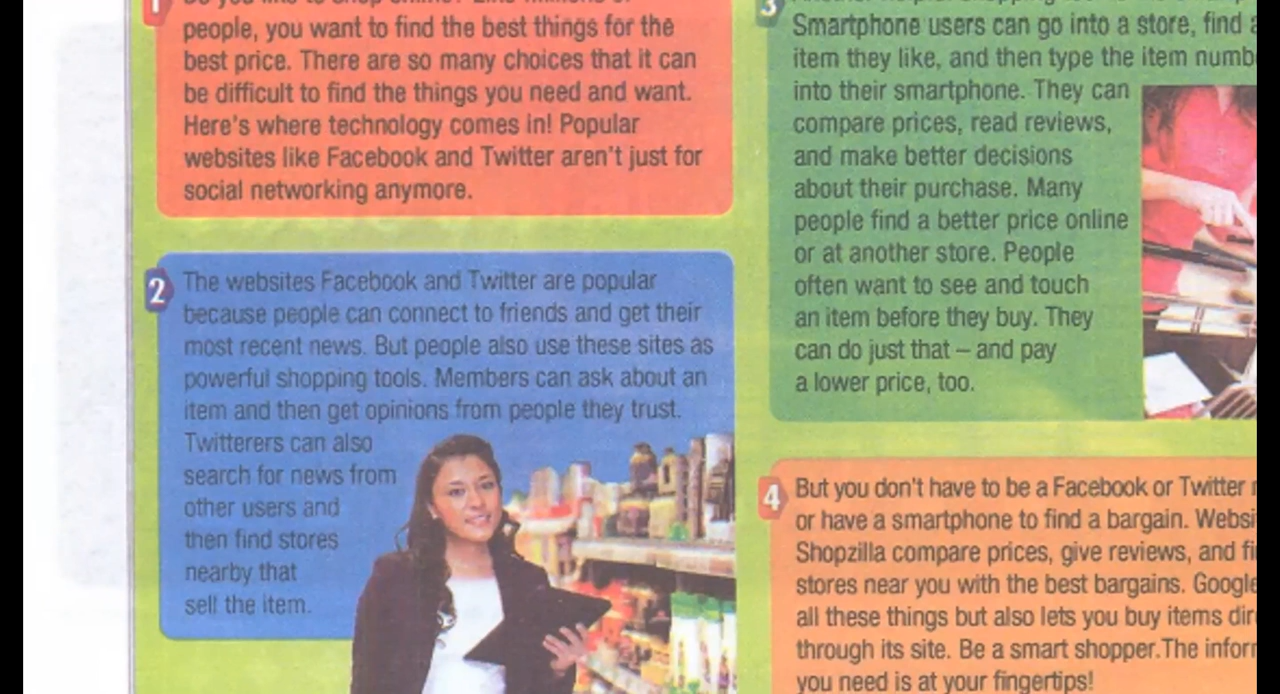 1
people, you want to find the best things for the
best price. There are so many choices that it can
be difficult to find the things you need and want.
Here's where technology comes in! Popular
websites like Facebook and Twitter aren't just for
social networking anymore.
2
The websites Facebook and Twitter are popular
because people can connect to friends and get their
most recent news. But people also use these sites as
powerful shopping tools. Members can ask about an
item and then get opinions from people they trust.
Twitterers can also
search for news from
other users and
then find stores
nearby that
sell the item.
3
Smartphone users can go into a store, find
item they like, and then type the item
into their smartphone. They can
compare prices, read reviews,
and make better decisions
about their purchase. Many
people find a better price online
or at another store. People
often want to see and touch
an item before they buy. They
can do just that – and pay
a lower price, too.
4
But you don't have to be a Facebook or Twitter
or have a smartphone to find a bargain.
Shopzilla compare prices, give reviews, and
stores near you with the best bargains. Google
all these things but also lets you buy items
through its site. Be a smart shopper.The
you need is at your fingertips!